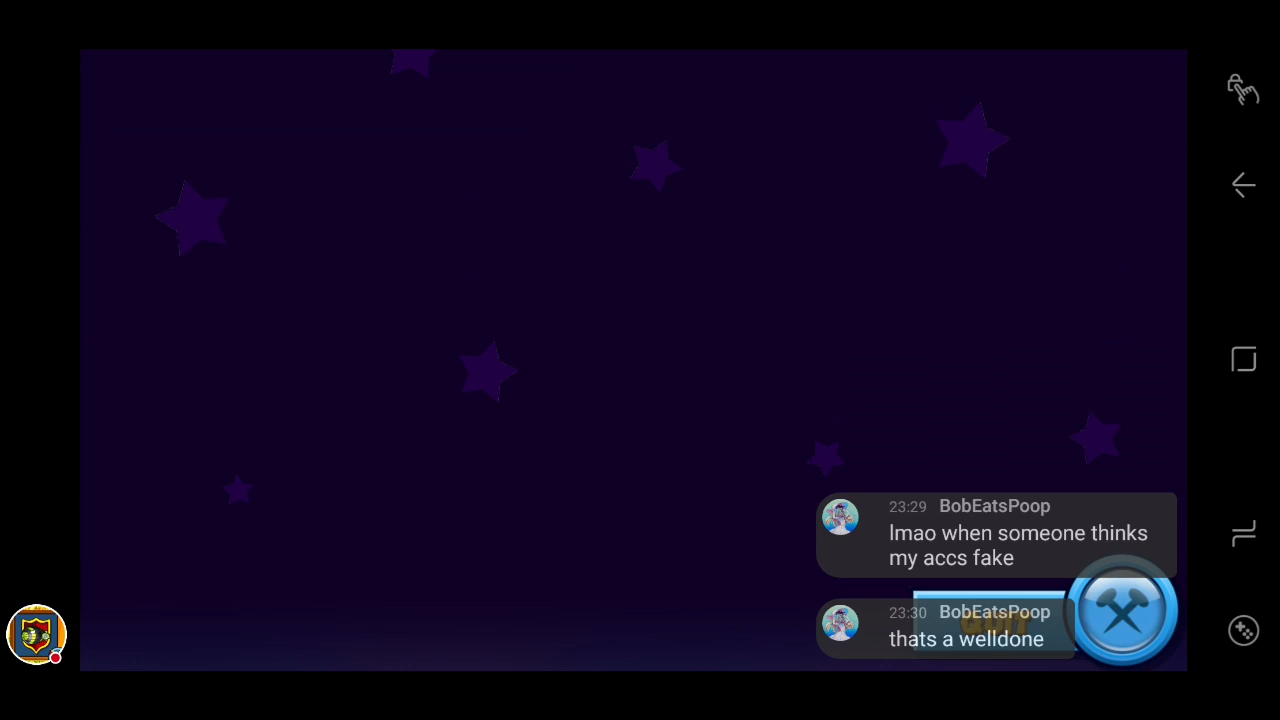 23:29 BobEatsPoop
lmao when someone thinks
my accs fake
23:30 BobEatsPoop
thats a welldone